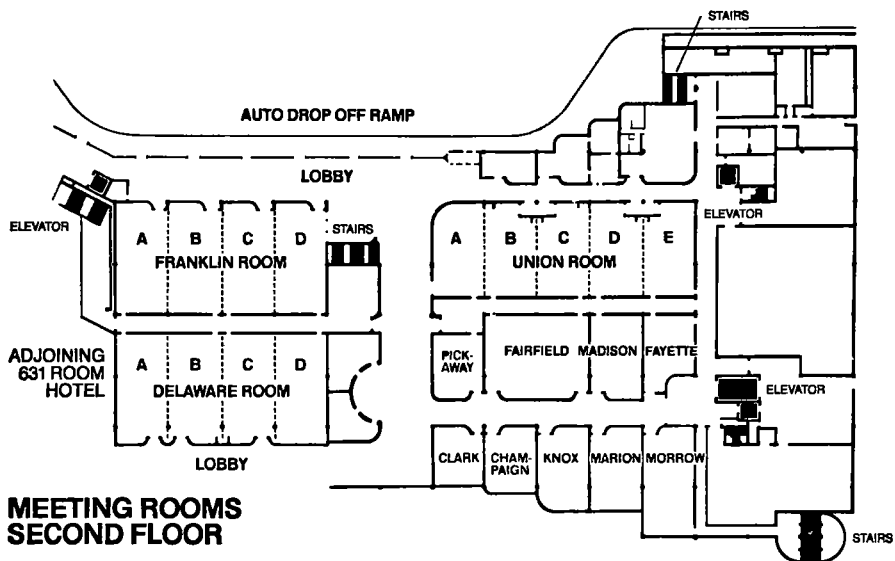 STAIRS
AUTO DROP OFF RAMP
LOBBY
ELEVATOR
ELEVATOR
A B C D
STAIRS
A B C D E
FRANKLIN ROOM
UNION ROOM
ADJOINING
631 ROOM
HOTEL
A B C D
DELAWARE ROOM
PICK-
AWAY
FAIRFIELD
MADISON
FAYETTE
ELEVATOR
LOBBY
CLARK
CHAM-
PAIGN
KNOX
MARION
MORROW
MEETING ROOMS
SECOND FLOOR
STAIRS